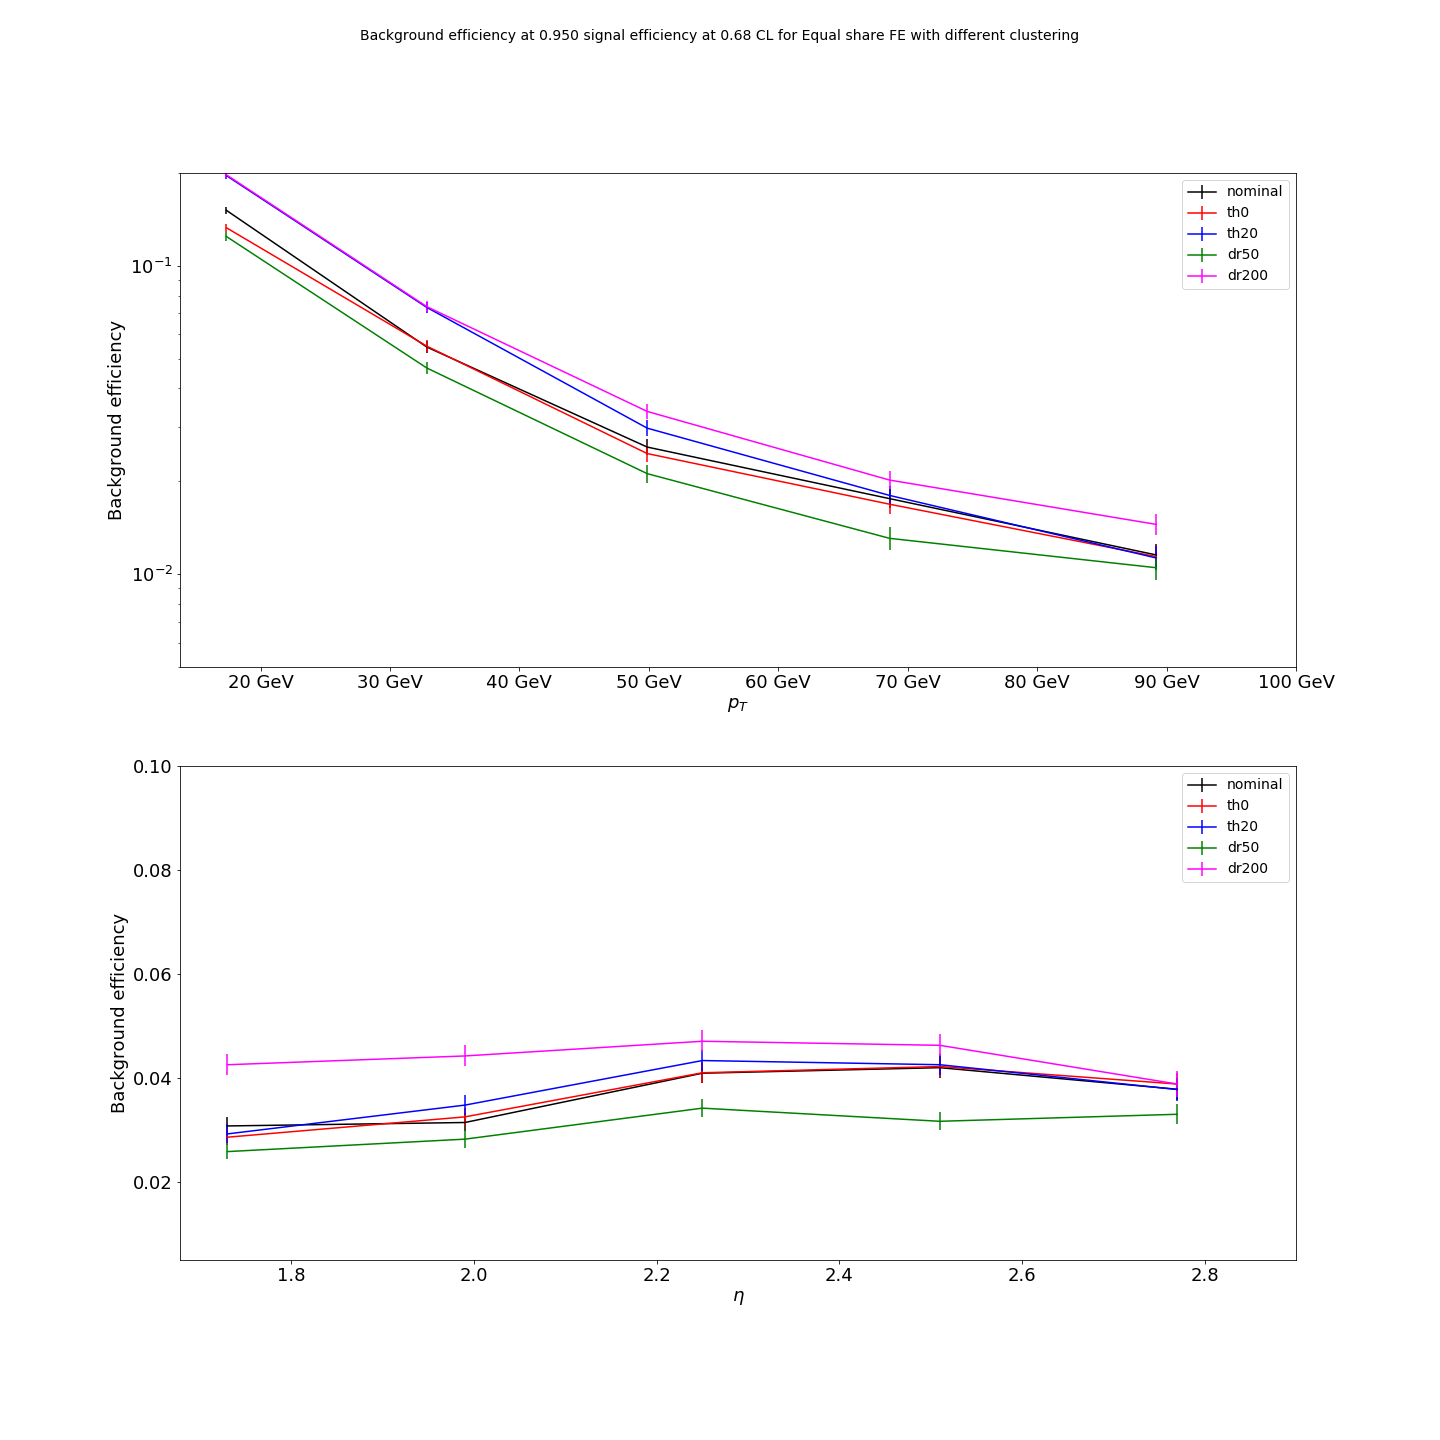 Background efficiency at 0.950 signal efficiency at 0.68 CL for Equal share FE with different clustering
nominal
th0
th20
dr50
dr200
10⁻¹
10⁻²
Background efficiency
20 GeV 30 GeV 40 GeV 50 GeV 60 GeV 70 GeV 80 GeV 90 GeV 100 GeV
p_T
nominal
th0
th20
dr50
dr200
0.10
0.08
0.06
0.04
0.02
Background efficiency
1.8 2.0 2.2 2.4 2.6 2.8
η